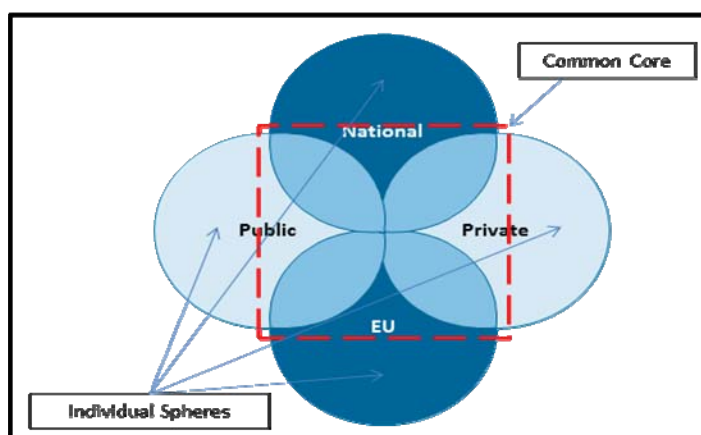 Common Core
National
Public
Private
EU
Individual Spheres